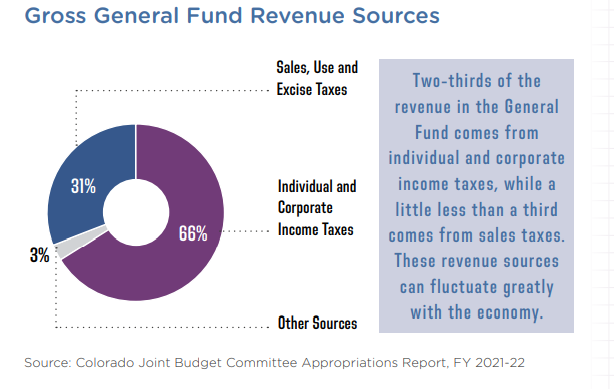 Gross General Fund Revenue Sources
Sales, Use and
Excise Taxes
31%
Individual and
Corporate
Income Taxes
66%
3%
Other Sources
Two-thirds of the
revenue in the General
Fund comes from
individual and corporate
income taxes, while a
little less than a third
comes from sales taxes.
These revenue sources
can fluctuate greatly
with the economy.
Source: Colorado Joint Budget Committee Appropriations Report, FY 2021-22